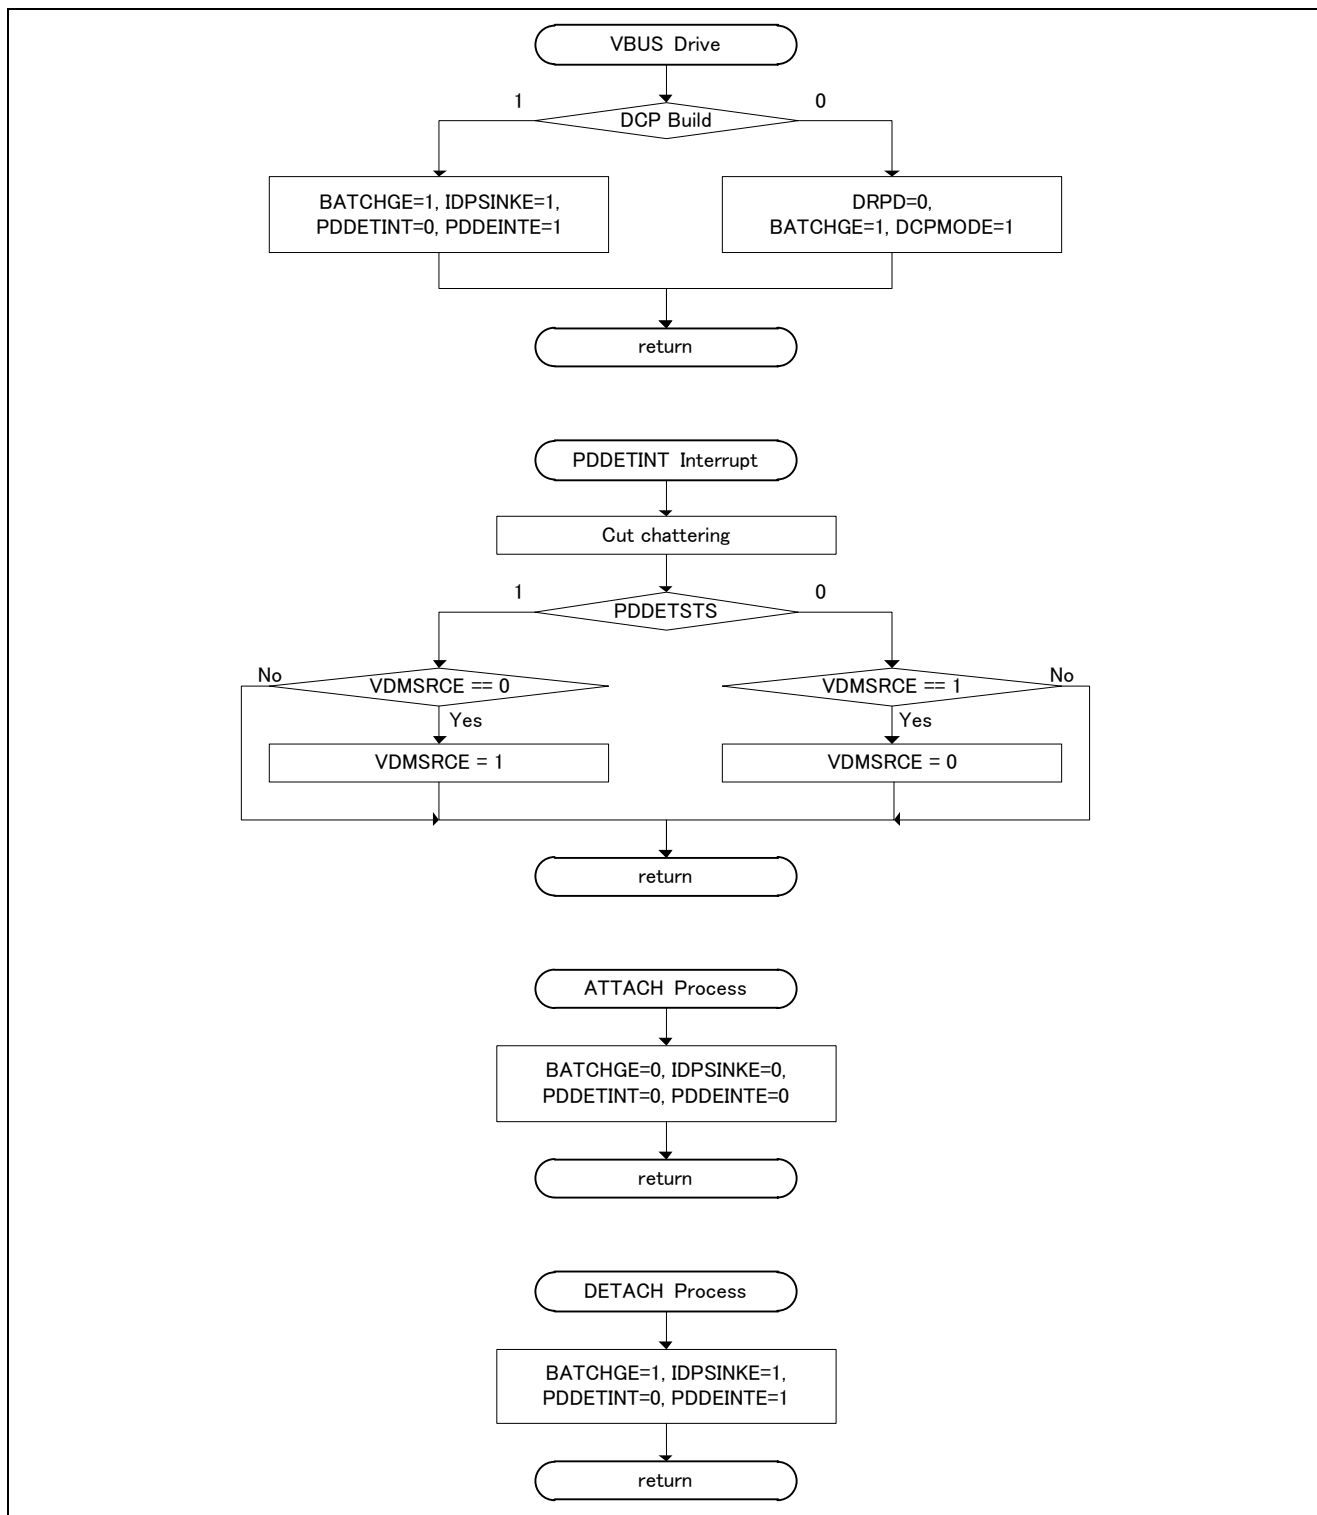 VBUS Drive
1
0
DCP Build
BATCHGE=1, IDPSINKE=1,
PDDETINT=0, PDDEINTE=1
DRPD=0,
BATCHGE=1, DCPMODE=1
return
PDDETINT Interrupt
Cut chattering
1
0
PDDETSTS
No
VDMSRCE == 0
VDMSRCE == 1
No
Yes
Yes
VDMSRCE = 1
VDMSRCE = 0
return
ATTACH Process
BATCHGE=0, IDPSINKE=0,
PDDETINT=0, PDDEINTE=0
return
DETACH Process
BATCHGE=1, IDPSINKE=1,
PDDETINT=0, PDDEINTE=1
return